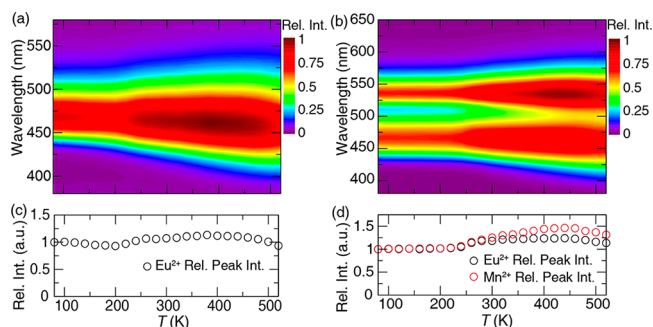 (a)
Rel. Int.
1
0.75
0.5
0.25
0
Wavelength (nm)
550
500
450
400
(b)
Rel. Int.
1
0.75
0.5
0.25
0
Wavelength (nm)
650
600
550
500
450
400
(c)
Rel. Int. (a.u.)
1.5
1
0.5
0
Eu²⁺ Rel. Peak Int.
100 200 300 400 500
T (K)
(d)
Rel. Int. (a.u.)
1.5
1
0.5
0
Eu²⁺ Rel. Peak Int.
Mn²⁺ Rel. Peak Int.
100 200 300 400 500
T (K)